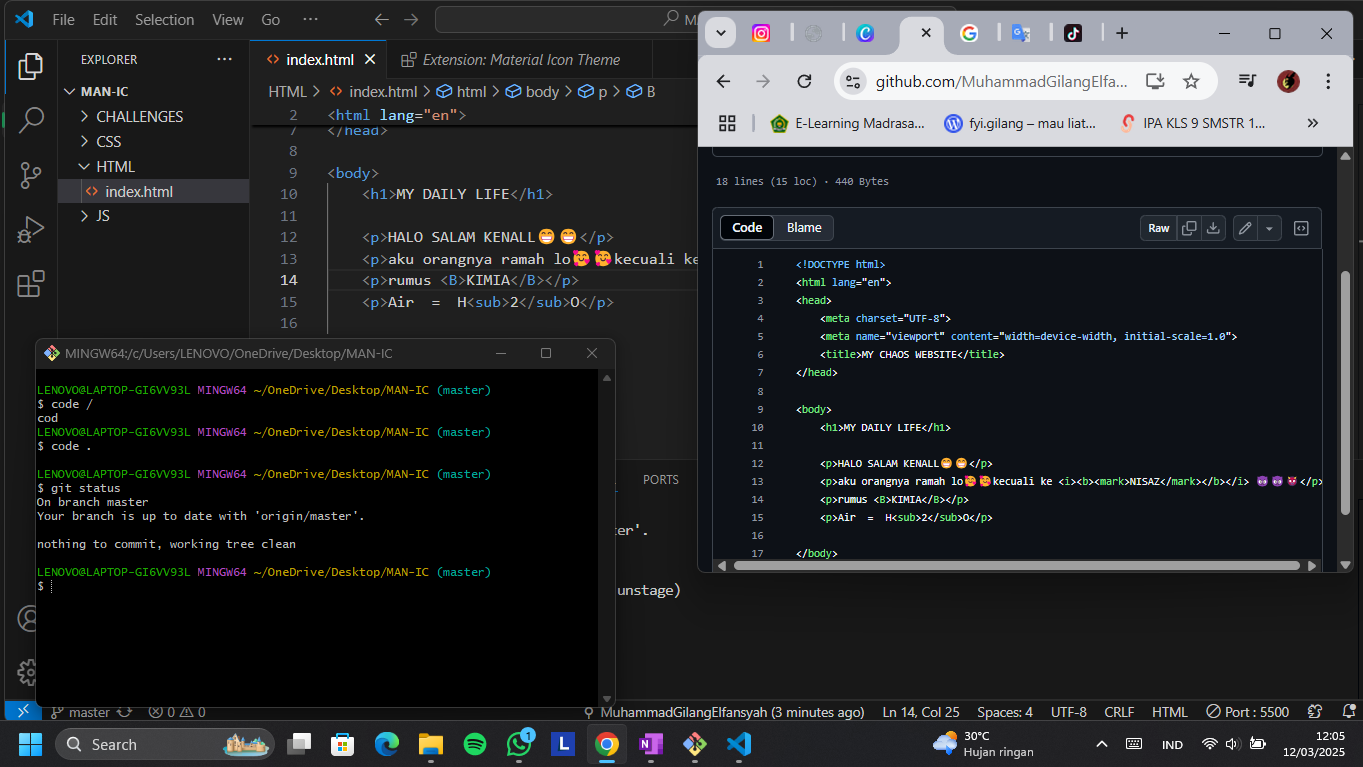 File Edit Selection View Go ···
EXPLORER ···
MAN-IC
CHALLENGES
CSS
HTML
index.html
JS
index.html Extension: Material Icon Theme
HTML > index.html > html > body > p > B
2 <html lang="en">
7 </head>
8
9 <body>
10 <h1>MY DAILY LIFE</h1>
11
12 <p>HALO SALAM KENALL😁😁</p>
13 <p>aku orangnya ramah lo🥰🥰kecuali ke
14 <p>rumus <B>KIMIA</B></p>
15 <p>Air = H<sub>2</sub>O</p>
16
PORTS
ter'.
unstage)
MINGW64:/c/Users/LENOVO/OneDrive/Desktop/MAN-IC
LENOVO@LAPTOP-GI6VV93L MINGW64 ~/OneDrive/Desktop/MAN-IC (master)
$ code /
cod
LENOVO@LAPTOP-GI6VV93L MINGW64 ~/OneDrive/Desktop/MAN-IC (master)
$ code .
LENOVO@LAPTOP-GI6VV93L MINGW64 ~/OneDrive/Desktop/MAN-IC (master)
$ git status
On branch master
Your branch is up to date with 'origin/master'.
nothing to commit, working tree clean
LENOVO@LAPTOP-GI6VV93L MINGW64 ~/OneDrive/Desktop/MAN-IC (master)
$
github.com/MuhammadGilangElfa...
E-Learning Madrasa... fyi.gilang – mau liat... IPA KLS 9 SMSTR 1... »
18 lines (15 loc) · 440 Bytes
Code Blame Raw
1 <!DOCTYPE html>
2 <html lang="en">
3 <head>
4 <meta charset="UTF-8">
5 <meta name="viewport" content="width=device-width, initial-scale=1.0">
6 <title>MY CHAOS WEBSITE</title>
7 </head>
8
9 <body>
10 <h1>MY DAILY LIFE</h1>
11
12 <p>HALO SALAM KENALL😁😁</p>
13 <p>aku orangnya ramah lo🥰🥰kecuali ke <i><b><mark>NISAZ</mark></b></i> 😈😈👿</p>
14 <p>rumus <B>KIMIA</B></p>
15 <p>Air = H<sub>2</sub>O</p>
16
17 </body>
master 0 0 MuhammadGilangElfansyah (3 minutes ago) Ln 14, Col 25 Spaces: 4 UTF-8 CRLF HTML Port : 5500
Search 1 L N 30°C IND 12:05
Hujan ringan 12/03/2025